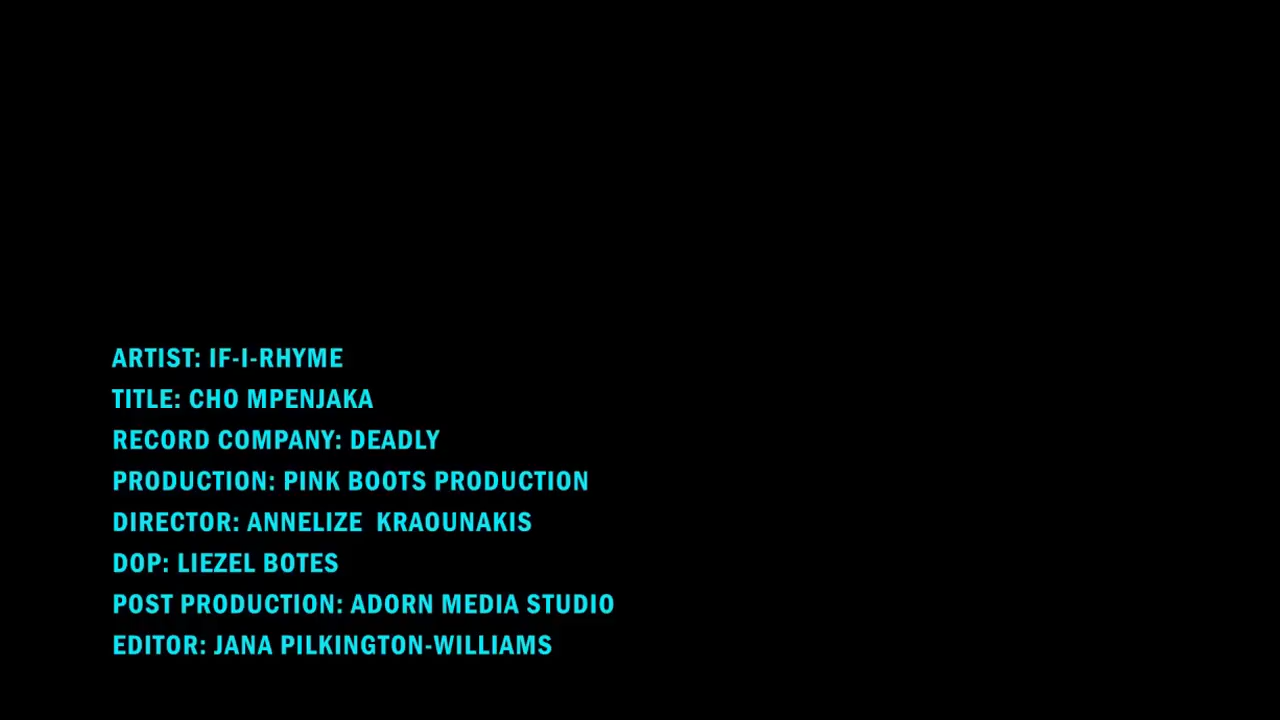 ARTIST: IF-I-RHYME
TITLE: CHO MPENJAKA
RECORD COMPANY: DEADLY
PRODUCTION: PINK BOOTS PRODUCTION
DIRECTOR: ANNELIZE  KRAOUNAKIS
DOP: LIEZEL BOTES
POST PRODUCTION: ADORN MEDIA STUDIO
EDITOR: JANA PILKINGTON-WILLIAMS